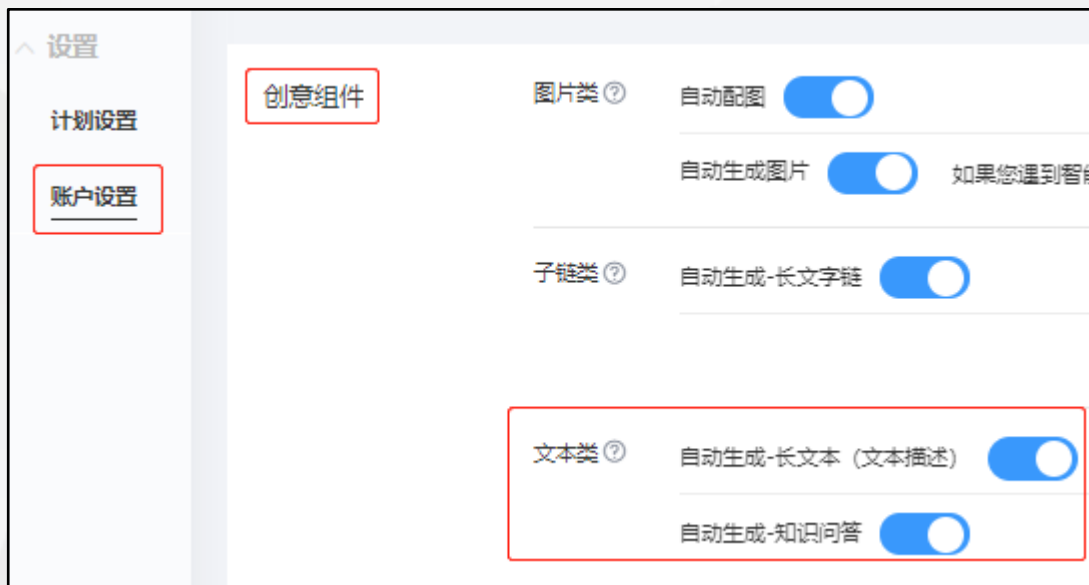 设置
计划设置
账户设置
创意组件
图片类
自动配图
自动生成图片
如果您遇到智能
子链类
自动生成-长文字链
文本类
自动生成-长文本（文本描述）
自动生成-知识问答